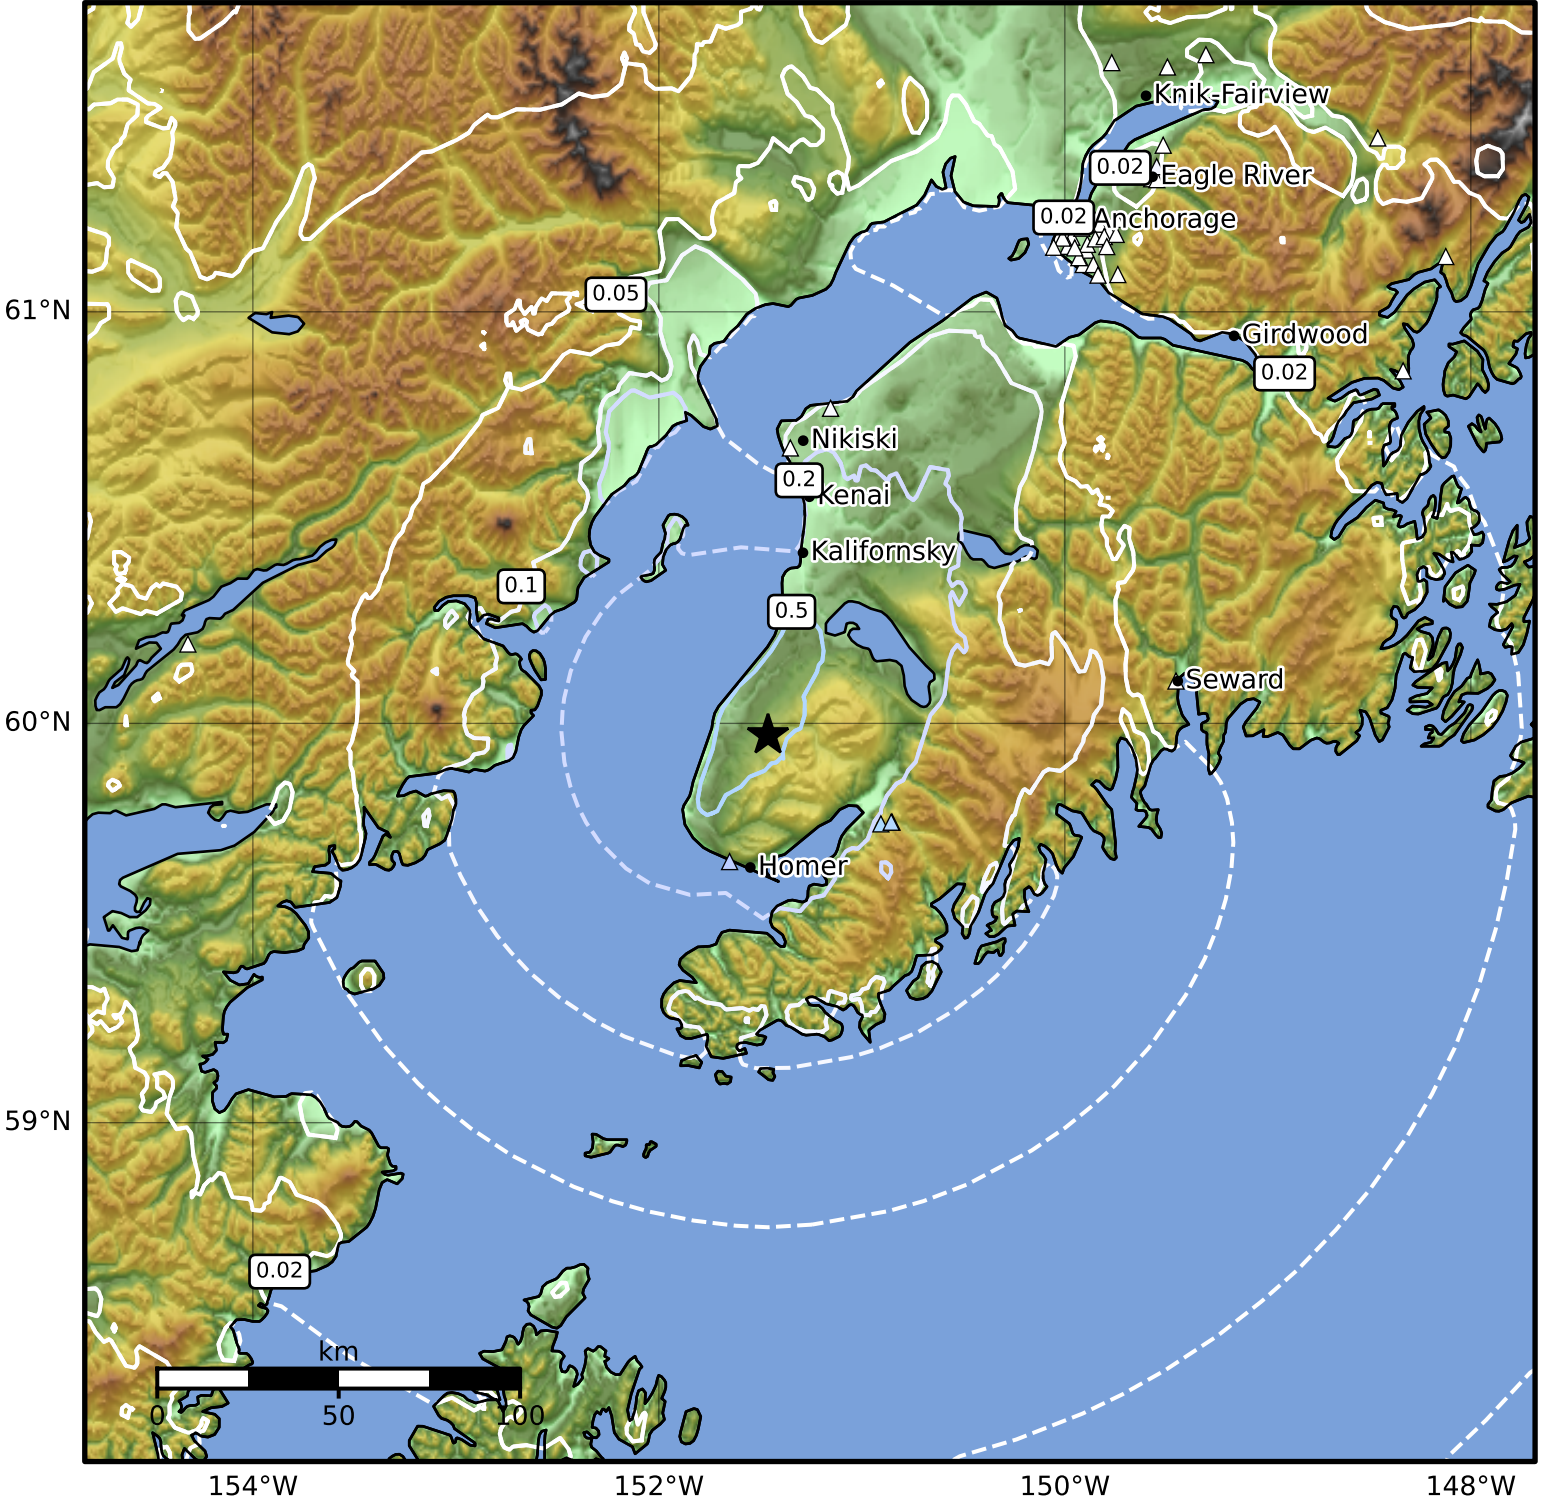 Knik-Fairview
0.02
Eagle River
0.02
Anchorage
0.05
61°N
Girdwood
0.02
Nikiski
0.2
Kenai
Kalifornsky
0.1
0.5
Seward
60°N
Homer
59°N
0.02
km
0 50 100
154°W 152°W 150°W 148°W